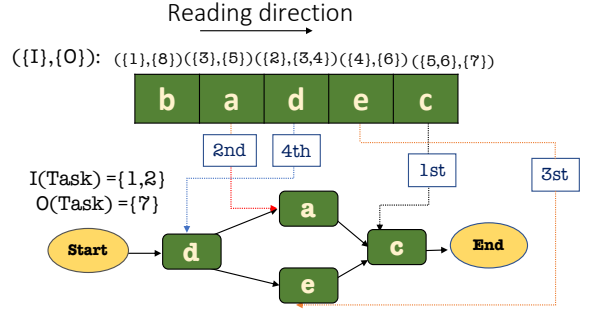 Reading direction
({I},{O}): ({1},{8}) ({3},{5}) ({2},{3,4}) ({4},{6}) ({5,6},{7})
b a d e c
2nd 4th
1st 3st
I(Task) ={1,2}
O(Task) ={7}
a
Start d c End
e